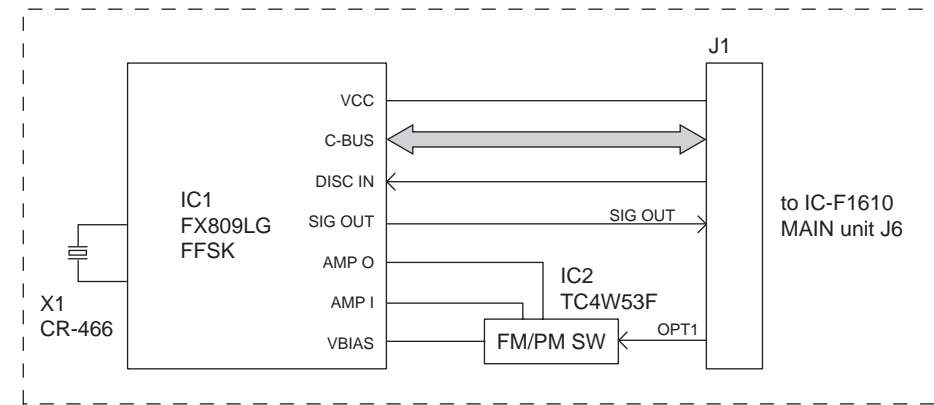 J1
VCC
C-BUS
DISC IN
IC1
FX809LG
FFSK
SIG OUT
SIG OUT
to IC-F1610
MAIN unit J6
AMP O
IC2
TC4W53F
AMP I
X1
CR-466
VBIAS
FM/PM SW
OPT1